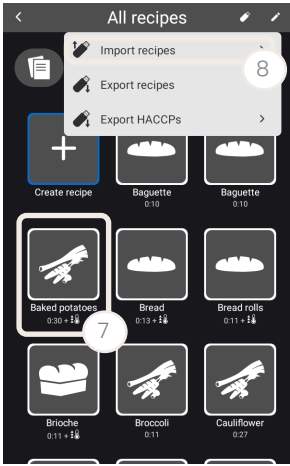 All recipes
Import recipes
8
Export recipes
Export HACCPs
Create recipe
Baguette
0:10
Baguette
0:10
Baked potatoes
0:30 +
7
Bread
0:13 +
Bread rolls
0:11 +
Brioche
0:11 +
Broccoli
0:11
Cauliflower
0:27